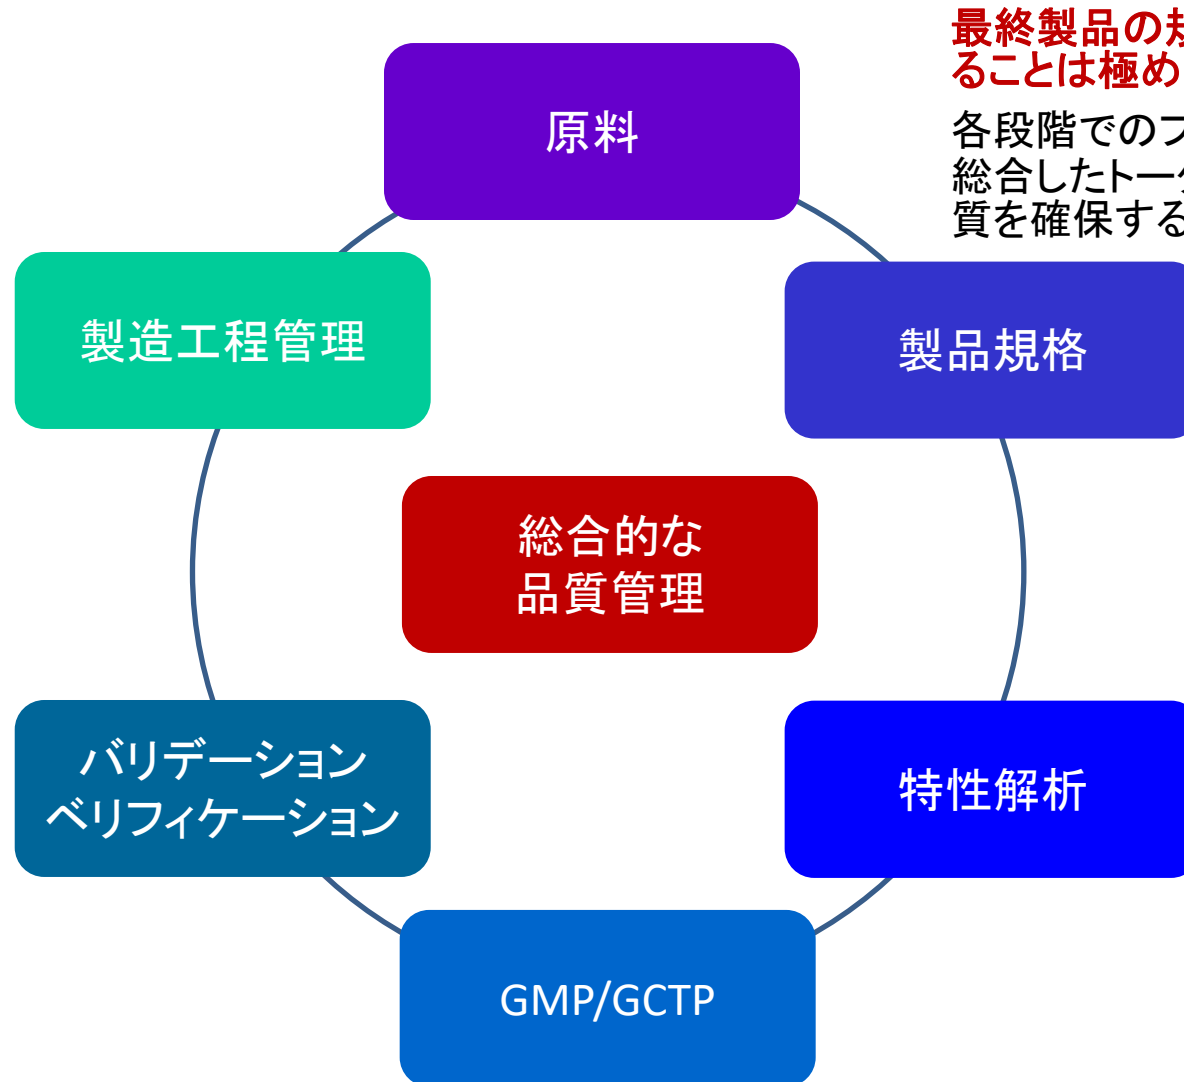 最終製品の規
ることは極め
各段階でのフ
総合したトータ
質を確保する
原料
製造工程管理
製品規格
総合的な
品質管理
バリデーション
ベリフィケーション
特性解析
GMP/GCTP